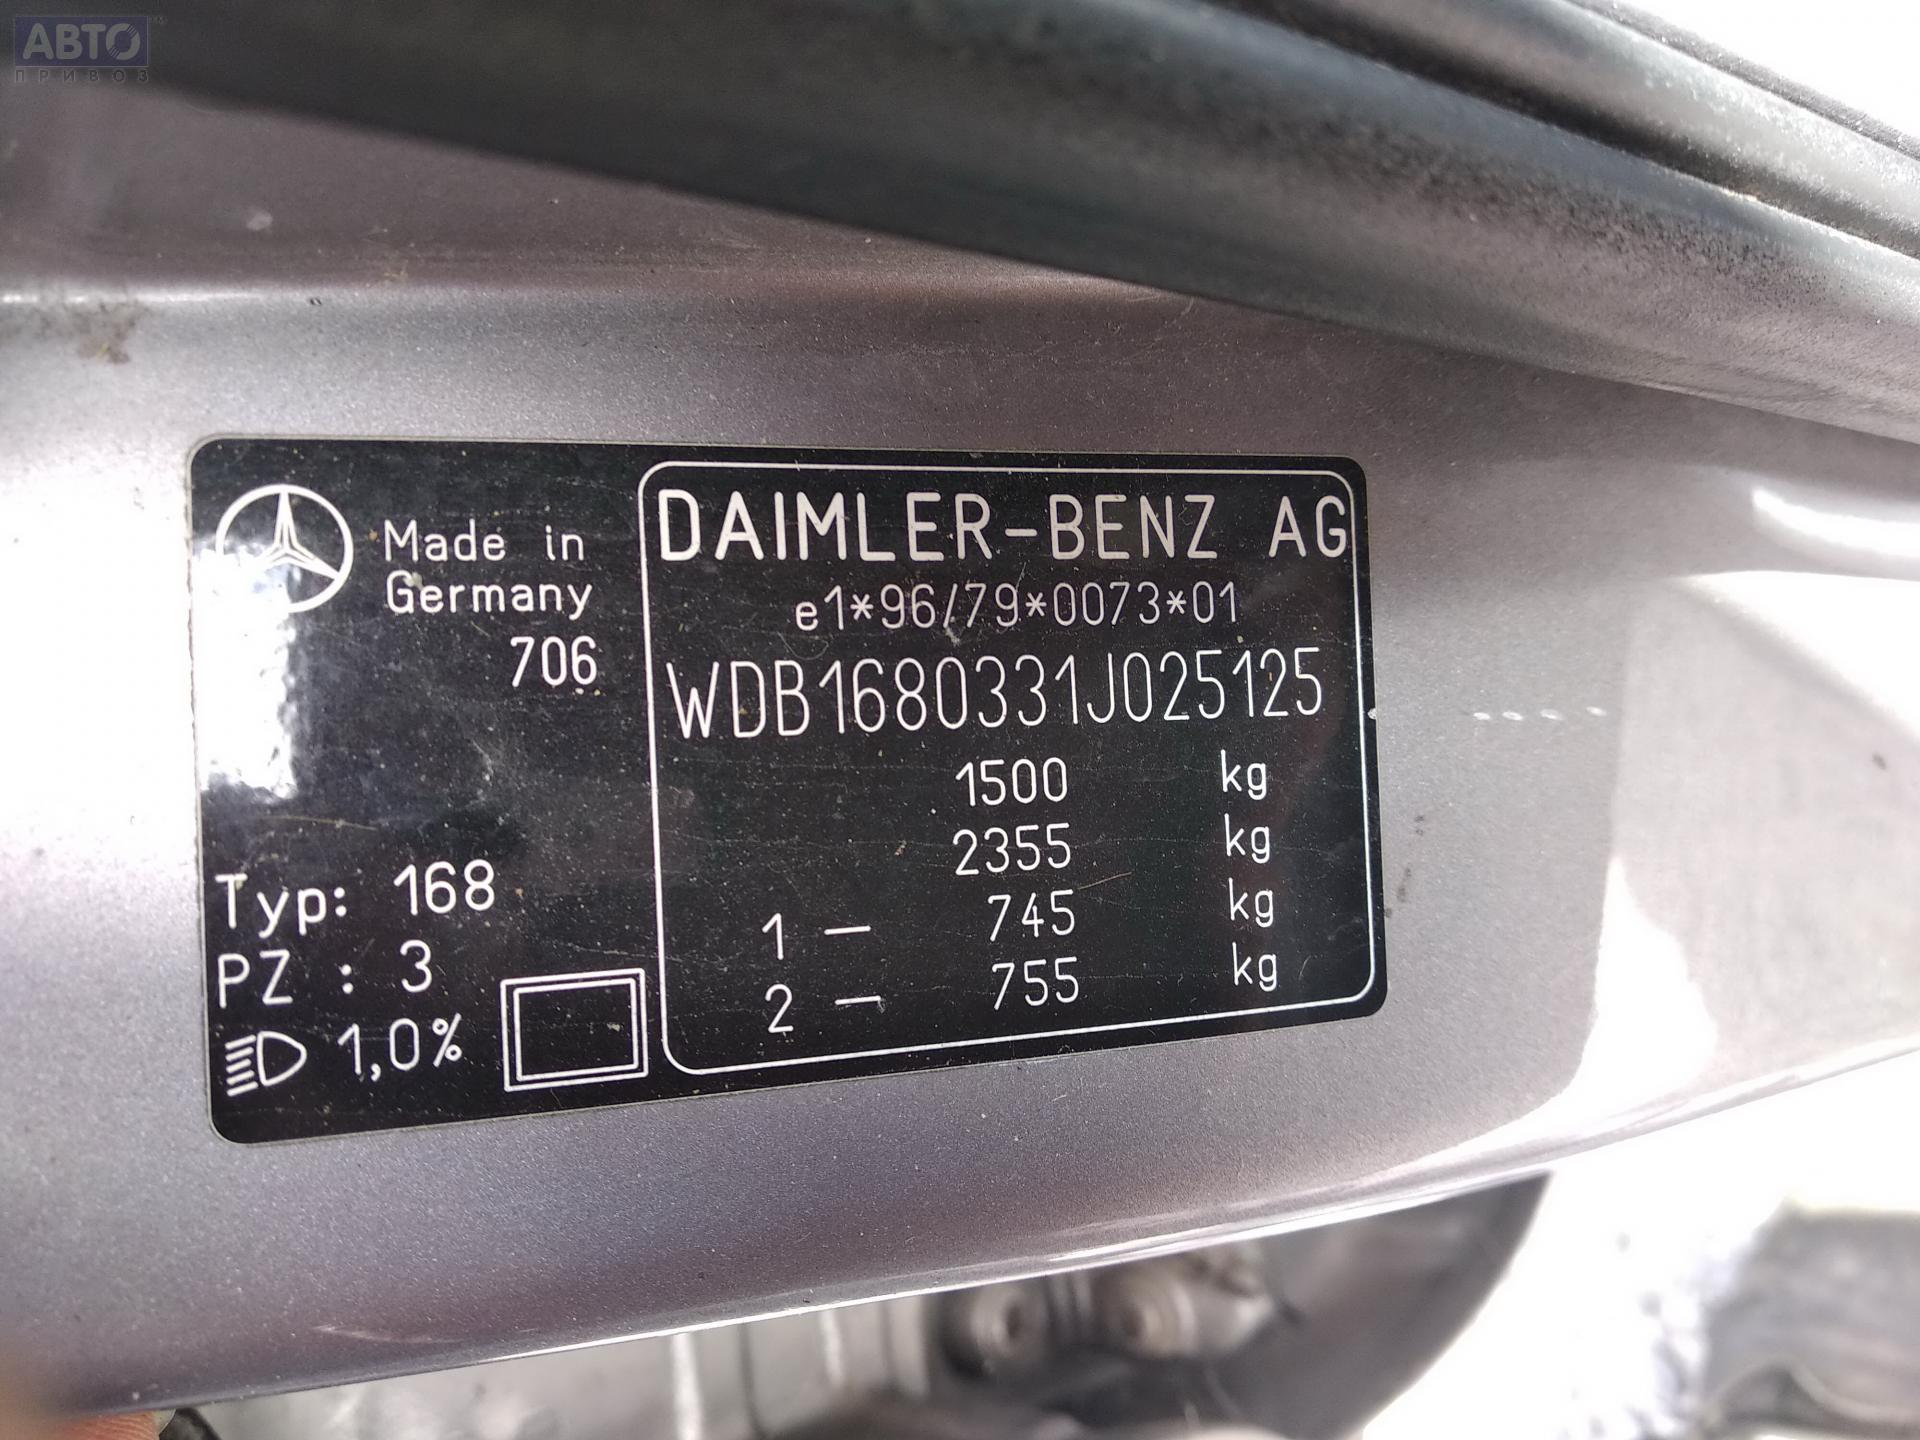 АВТО
ПРИВОЗ
Made in
Germany
706
Typ: 168
PZ : 3
1,0%
DAIMLER-BENZ AG
e1*96/79*0073*01
WDB1680331J025125
1500 kg
2355 kg
1 — 745 kg
2 — 755 kg